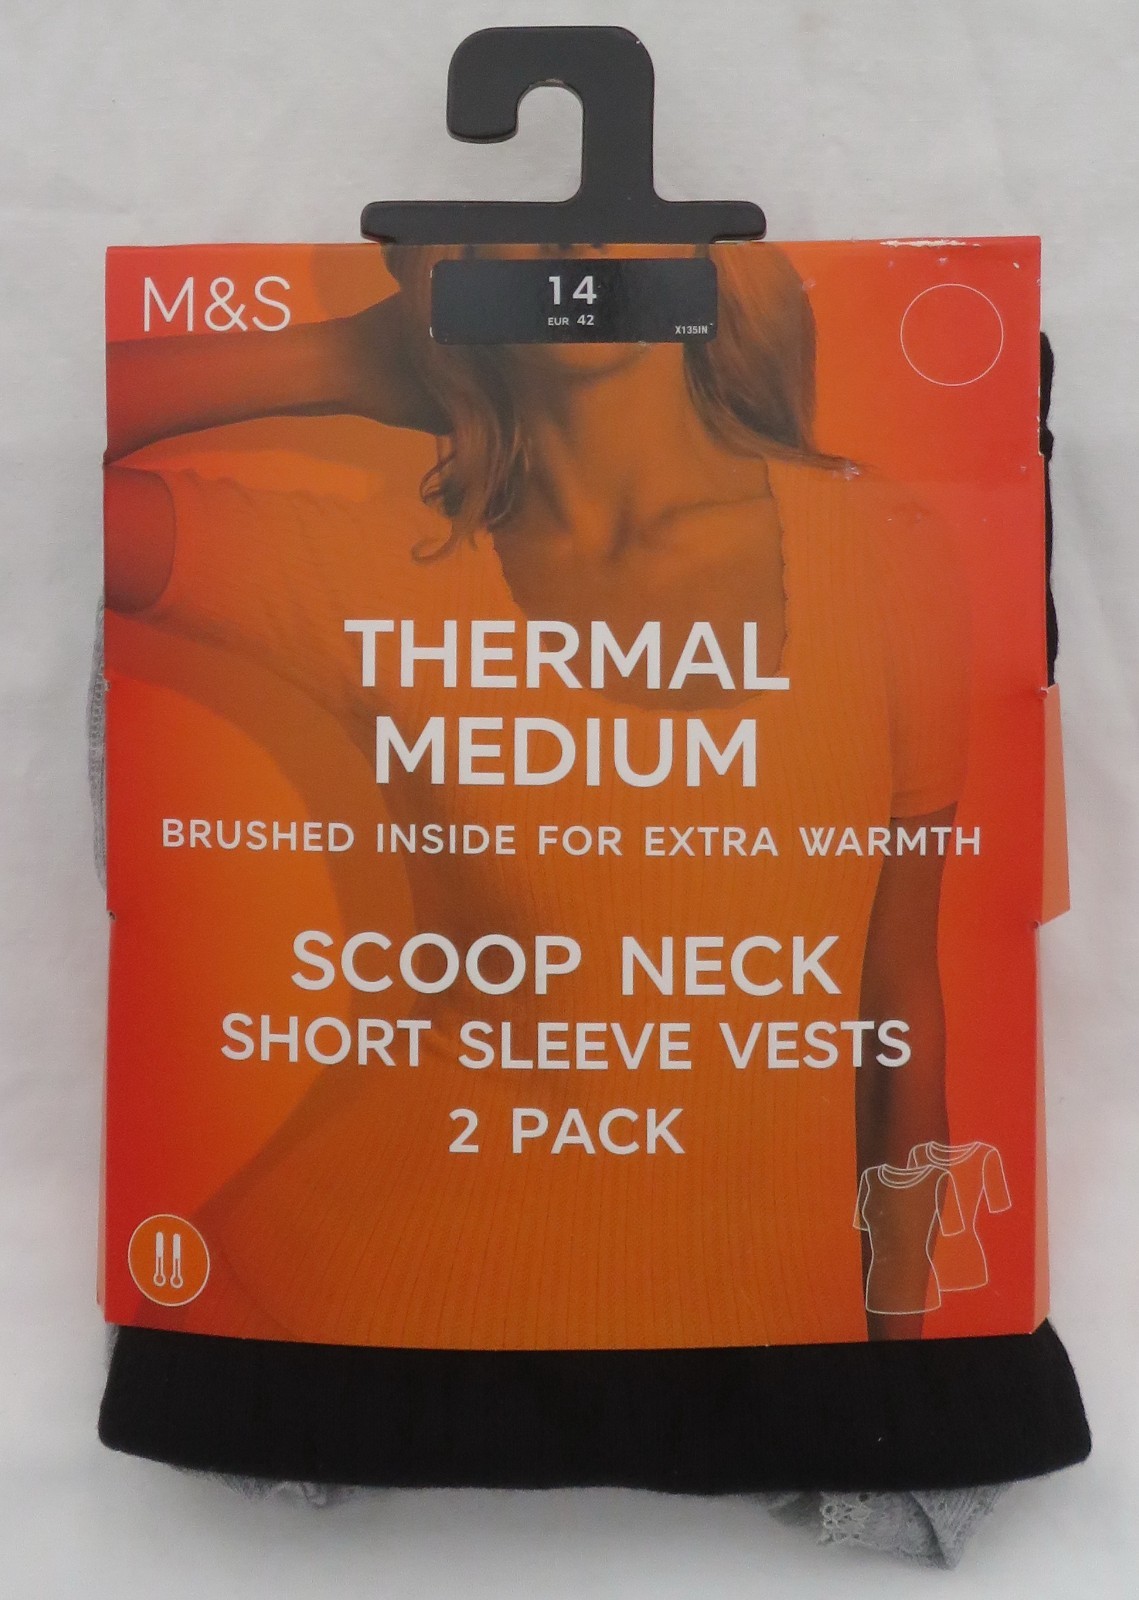 M&S
14
EUR 42
X135IN
THERMAL
MEDIUM
BRUSHED INSIDE FOR EXTRA WARMTH
SCOOP NECK
SHORT SLEEVE VESTS
2 PACK